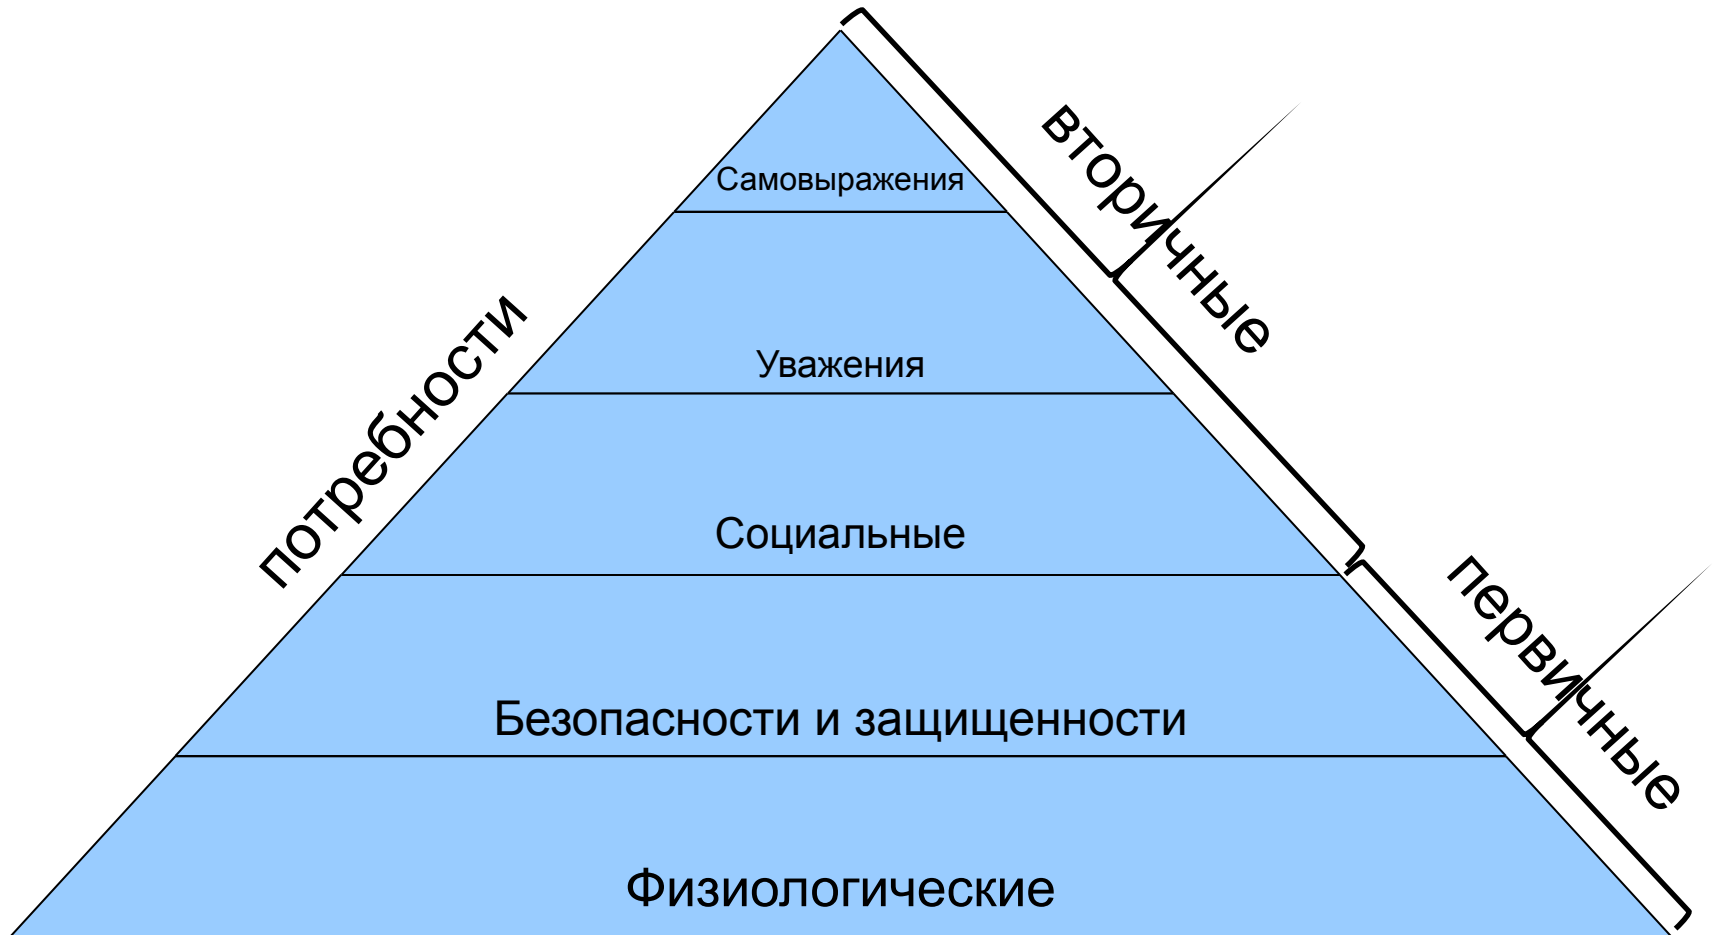 вторичные
Самовыражения
потребности
Уважения
Социальные
первичные
Безопасности и защищенности
Физиологические